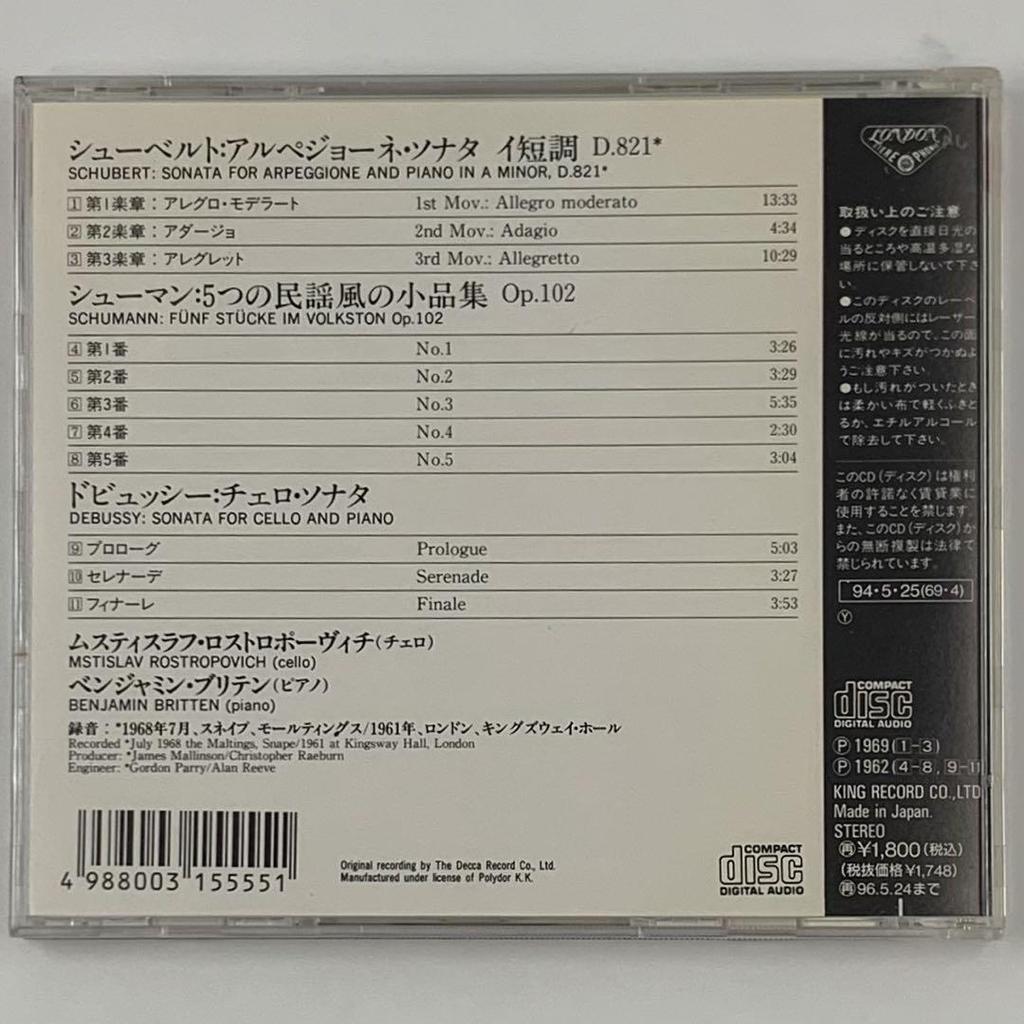 シューベルト:アルペジョーネ・ソナタ イ短調 D.821*
SCHUBERT: SONATA FOR ARPEGGIONE AND PIANO IN A MINOR, D.821*
1 第1楽章:アレグロ・モデラート 1st Mov.: Allegro moderato 13:33
2 第2楽章:アダージョ 2nd Mov.: Adagio 4:34
3 第3楽章:アレグレット 3rd Mov.: Allegretto 10:29
シューマン:5つの民謡風の小品集 Op.102
SCHUMANN: FÜNF STÜCKE IM VOLKSTON Op.102
4 第1番 No.1 3:26
5 第2番 No.2 3:29
6 第3番 No.3 5:35
7 第4番 No.4 2:30
8 第5番 No.5 3:04
ドビュッシー:チェロ・ソナタ
DEBUSSY: SONATA FOR CELLO AND PIANO
9 プロローグ Prologue 5:03
10 セレナーデ Serenade 3:27
11 フィナーレ Finale 3:53
ムスティスラフ・ロストロポーヴィチ(チェロ)
MSTISLAV ROSTROPOVICH (cello)
ベンジャミン・ブリテン(ピアノ)
BENJAMIN BRITTEN (piano)
録音:*1968年7月、スネイプ、モールティングス/1961年、ロンドン、キングズウェイ・ホール
Recorded *July 1968 the Maltings, Snape/1961 at Kingsway Hall, London
Producer: *James Mallinson/Christopher Raeburn
Engineer: *Gordon Parry/Alan Reeve
4 988003 155551
Original recording by The Decca Record Co., Ltd.
Manufactured under license of Polydor K.K.
COMPACT
disc
DIGITAL AUDIO
LONDON
取扱い上のご注意
●ディスクを直接日光の
当るところや高温多湿な
場所に保管しないで下さ
い。
●このディスクのレーベ
ルの反対側にはレーザー
光線が当るので、この面
に汚れやキズがつかぬよ
うご注意下さい。
●もし汚れがついたとき
は柔かい布で軽くふきと
るか、エチルアルコール
で除去して下さい。
このCD(ディスク)は権利
者の許諾なく賃貸業に
使用することを禁じます。
また、このCD(ディスク)か
らの無断複製は法律で
禁じられています。
94・5・25(69・4)
Ⓨ
COMPACT
disc
DIGITAL AUDIO
Ⓟ 1969 (1-3)
Ⓟ 1962 (4-8, 9-11)
KING RECORD CO.,LTD
Made in Japan.
STEREO
㊢¥1,800(税込)
(税抜価格¥1,748)
㊢96.5.24まで